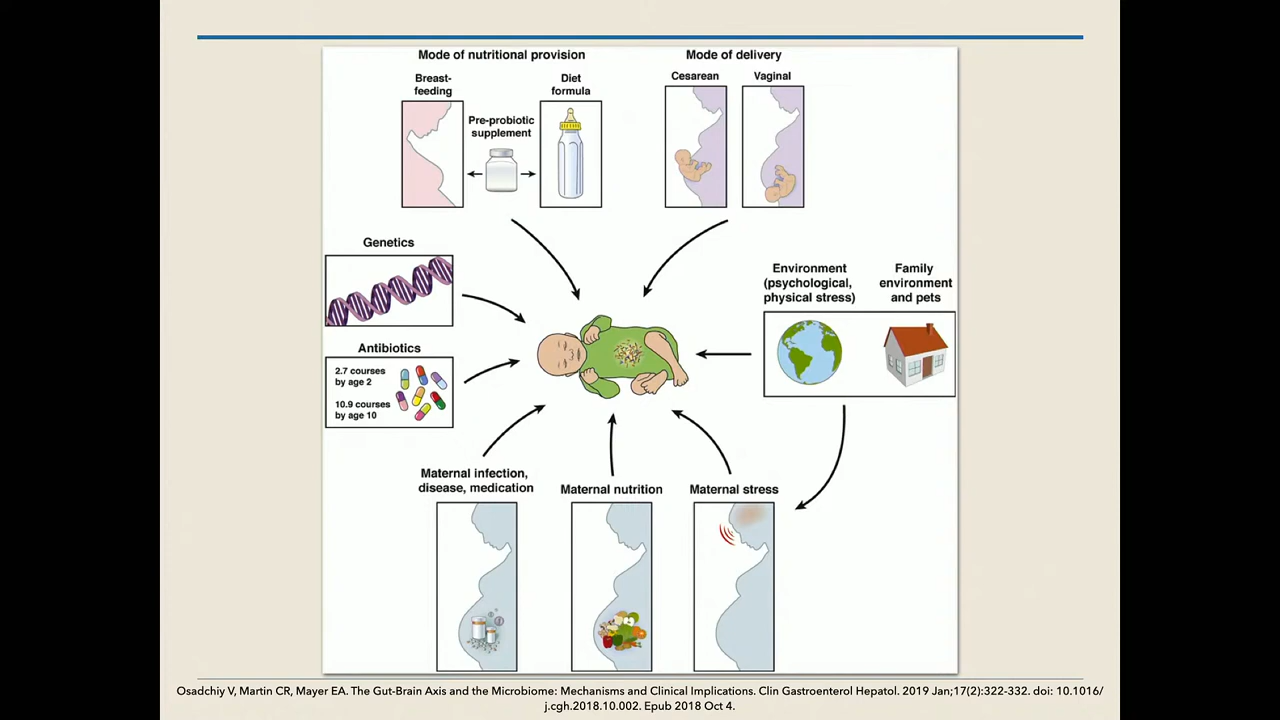 Mode of nutritional provision
Mode of delivery
Breast-
feeding
Diet
formula
Cesarean
Vaginal
Pre-probiotic
supplement
Genetics
Environment
(psychological,
physical stress)
Family
environment
and pets
Antibiotics
2.7 courses
by age 2
10.9 courses
by age 10
Maternal infection,
disease, medication
Maternal nutrition
Maternal stress
Osadchiy V, Martin CR, Mayer EA. The Gut-Brain Axis and the Microbiome: Mechanisms and Clinical Implications. Clin Gastroenterol Hepatol. 2019 Jan;17(2):322-332. doi: 10.1016/
j.cgh.2018.10.002. Epub 2018 Oct 4.